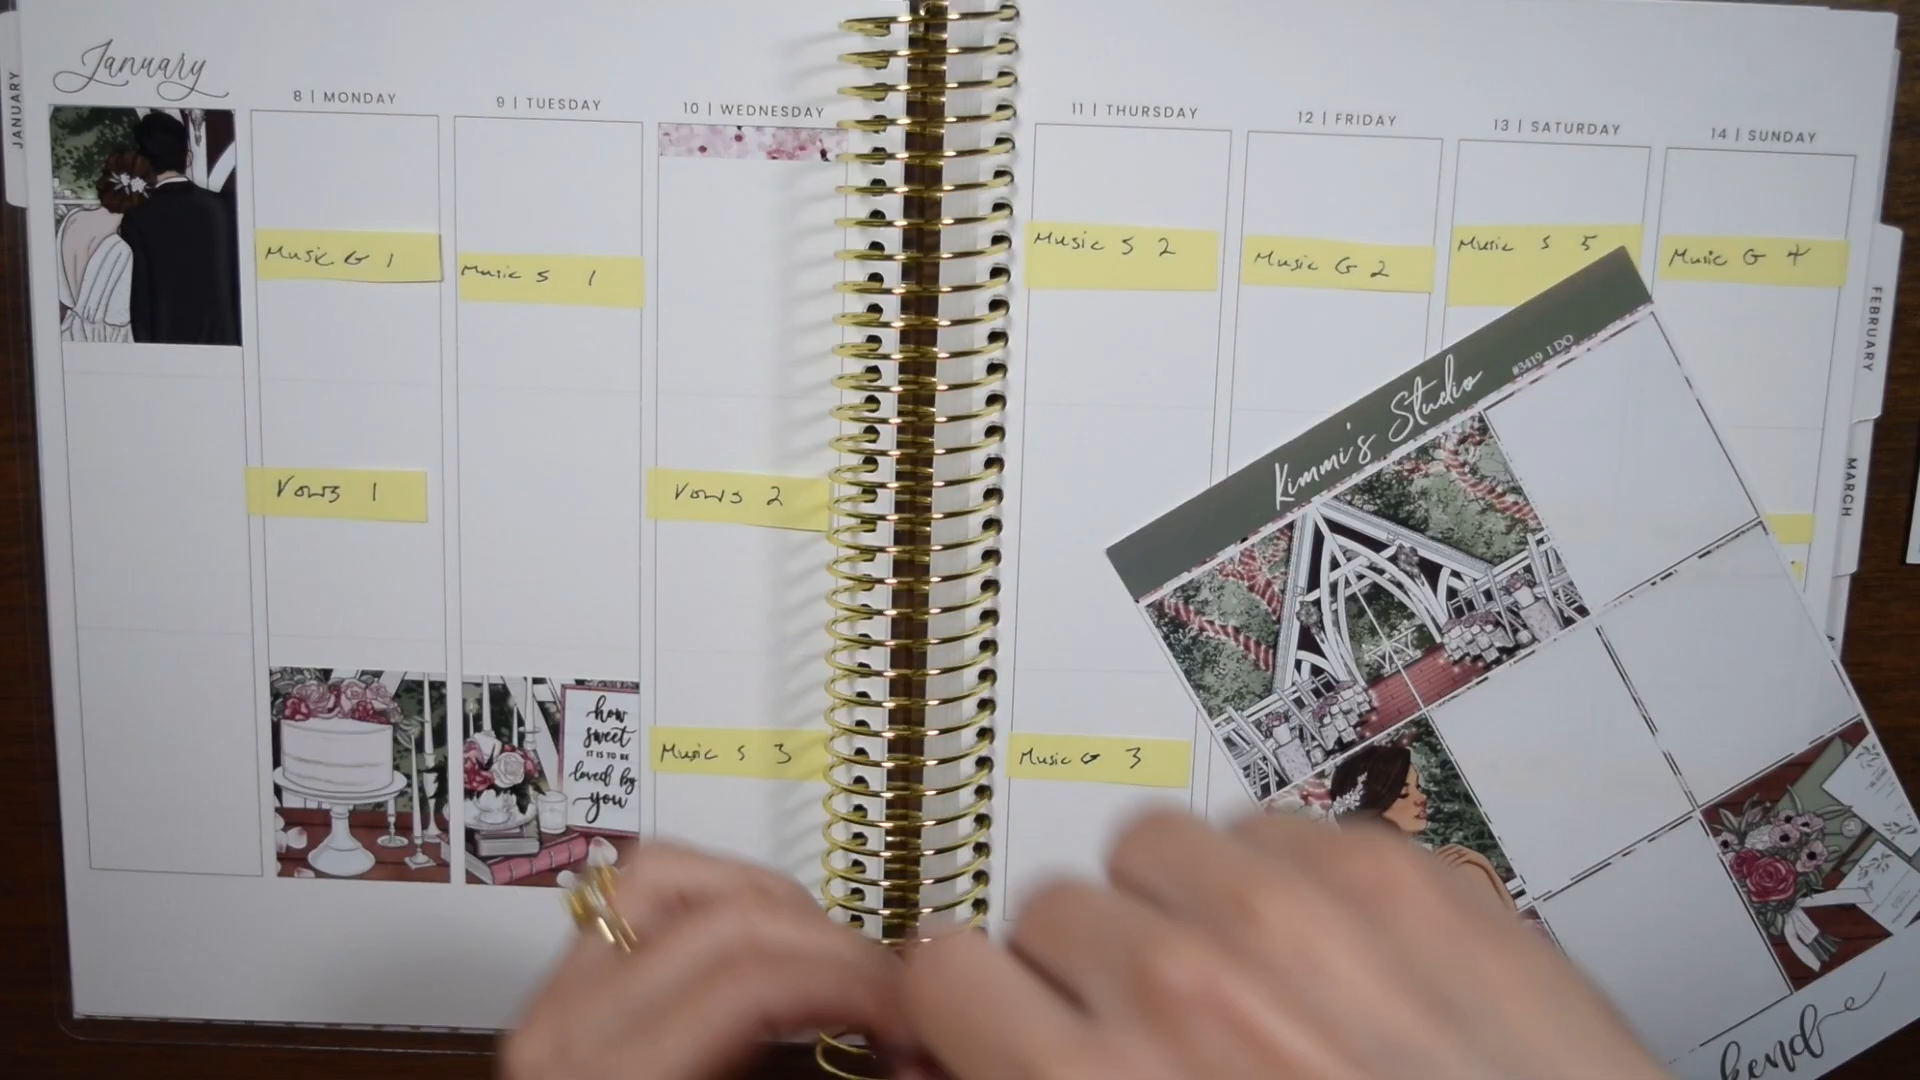 January
JANUARY
8 | MONDAY
9 | TUESDAY
10 | WEDNESDAY
11 | THURSDAY
12 | FRIDAY
13 | SATURDAY
14 | SUNDAY
Music G 1
Music S 1
Music S 2
Music G 2
Music S 5
Music G 4
FEBRUARY
#3419 I DO
Kimmi's Studio
MARCH
Vows 1
Vows 2
how
sweet
IT IS TO BE
loved by
you
Music S 3
Music G 3